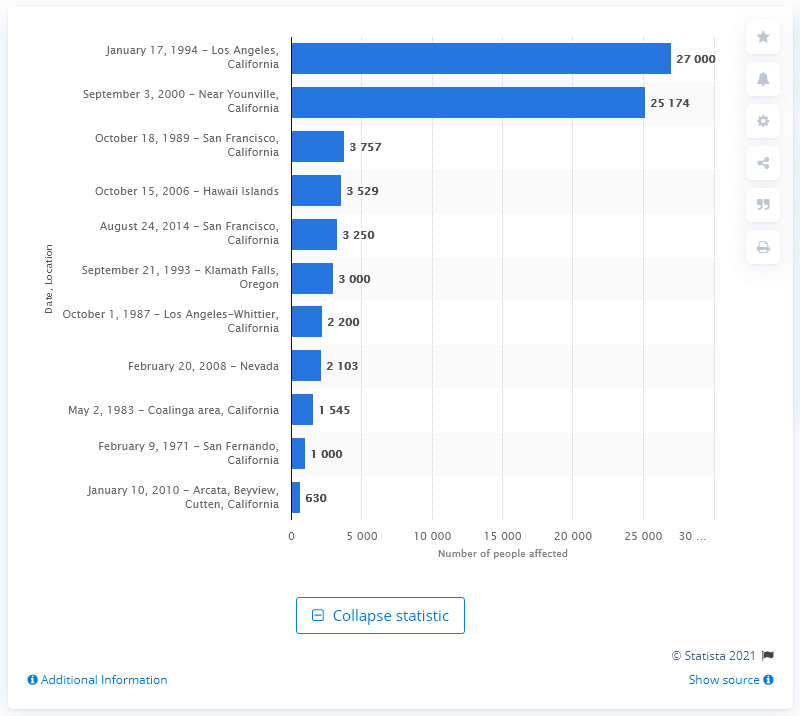 January 17, 1994 – Los Angeles,
California
27 000
September 3, 2000 – Near Younville,
California
25 174
October 18, 1989 – San Francisco,
California
3 757
October 15, 2006 – Hawaii Islands
3 529
August 24, 2014 – San Francisco,
California
3 250
September 21, 1993 – Klamath Falls,
Oregon
3 000
October 1, 1987 – Los Angeles–Whittier,
California
2 200
February 20, 2008 – Nevada
2 103
May 2, 1983 – Coalinga area, California
1 545
February 9, 1971 – San Fernando,
California
1 000
January 10, 2010 – Arcata, Beyview,
Cutten, California
630
Date, Location
0 5 000 10 000 15 000 20 000 25 000 30 ...
Number of people affected
Collapse statistic
© Statista 2021
Additional Information
Show source